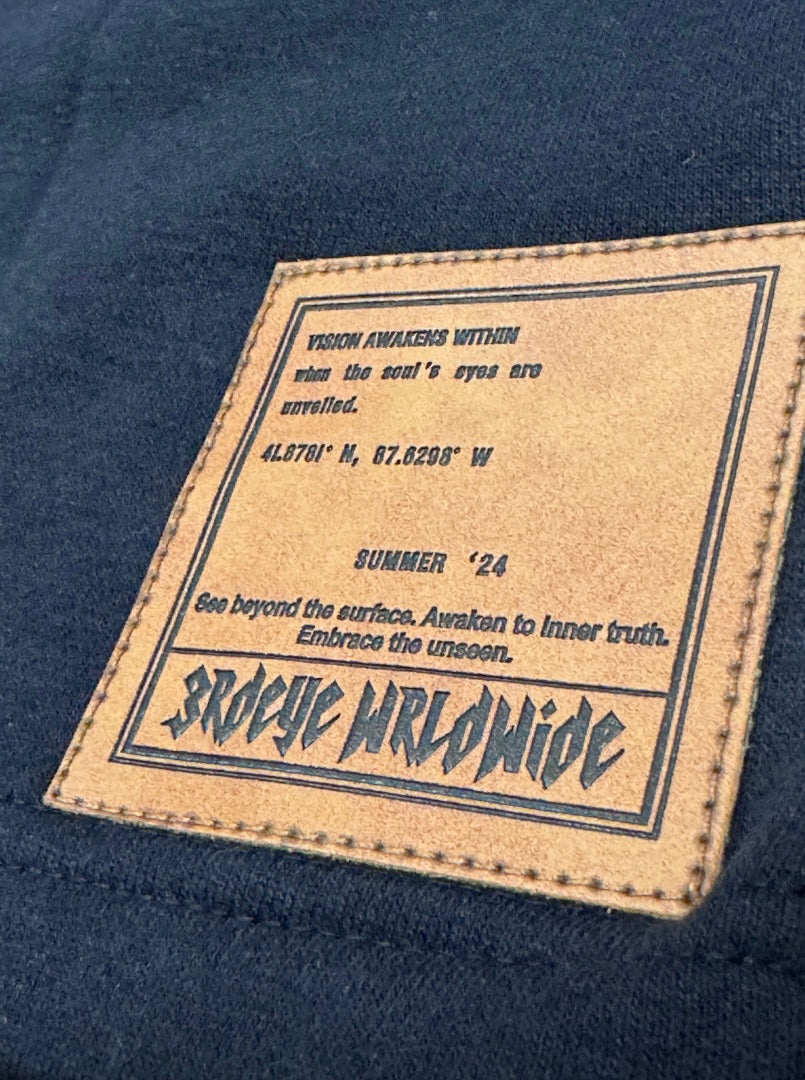 VISION AWAKENS WITHIN
when the soul's eyes are
unveiled.
41.8781° N, 87.6298° W
SUMMER '24
See beyond the surface. Awaken to inner truth.
Embrace the unseen.
3RDEYE WRLDWIDE